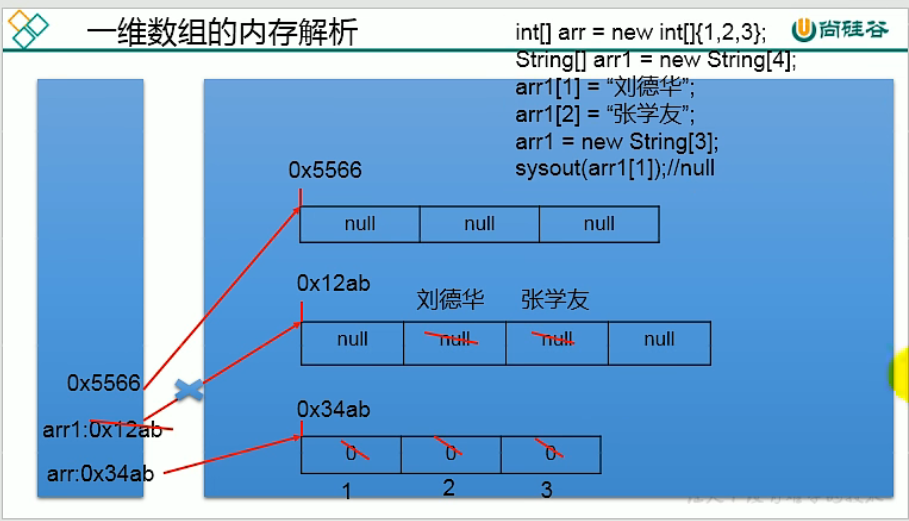 一维数组的内存解析
尚硅谷
int[] arr = new int[]{1,2,3};
String[] arr1 = new String[4];
arr1[1] = “刘德华”;
arr1[2] = “张学友”;
arr1 = new String[3];
sysout(arr1[1]);//null
0x5566
null null null
0x12ab
刘德华 张学友
null null null null
0x5566
arr1:0x12ab
0x34ab
arr:0x34ab
0 0 0
1 2 3